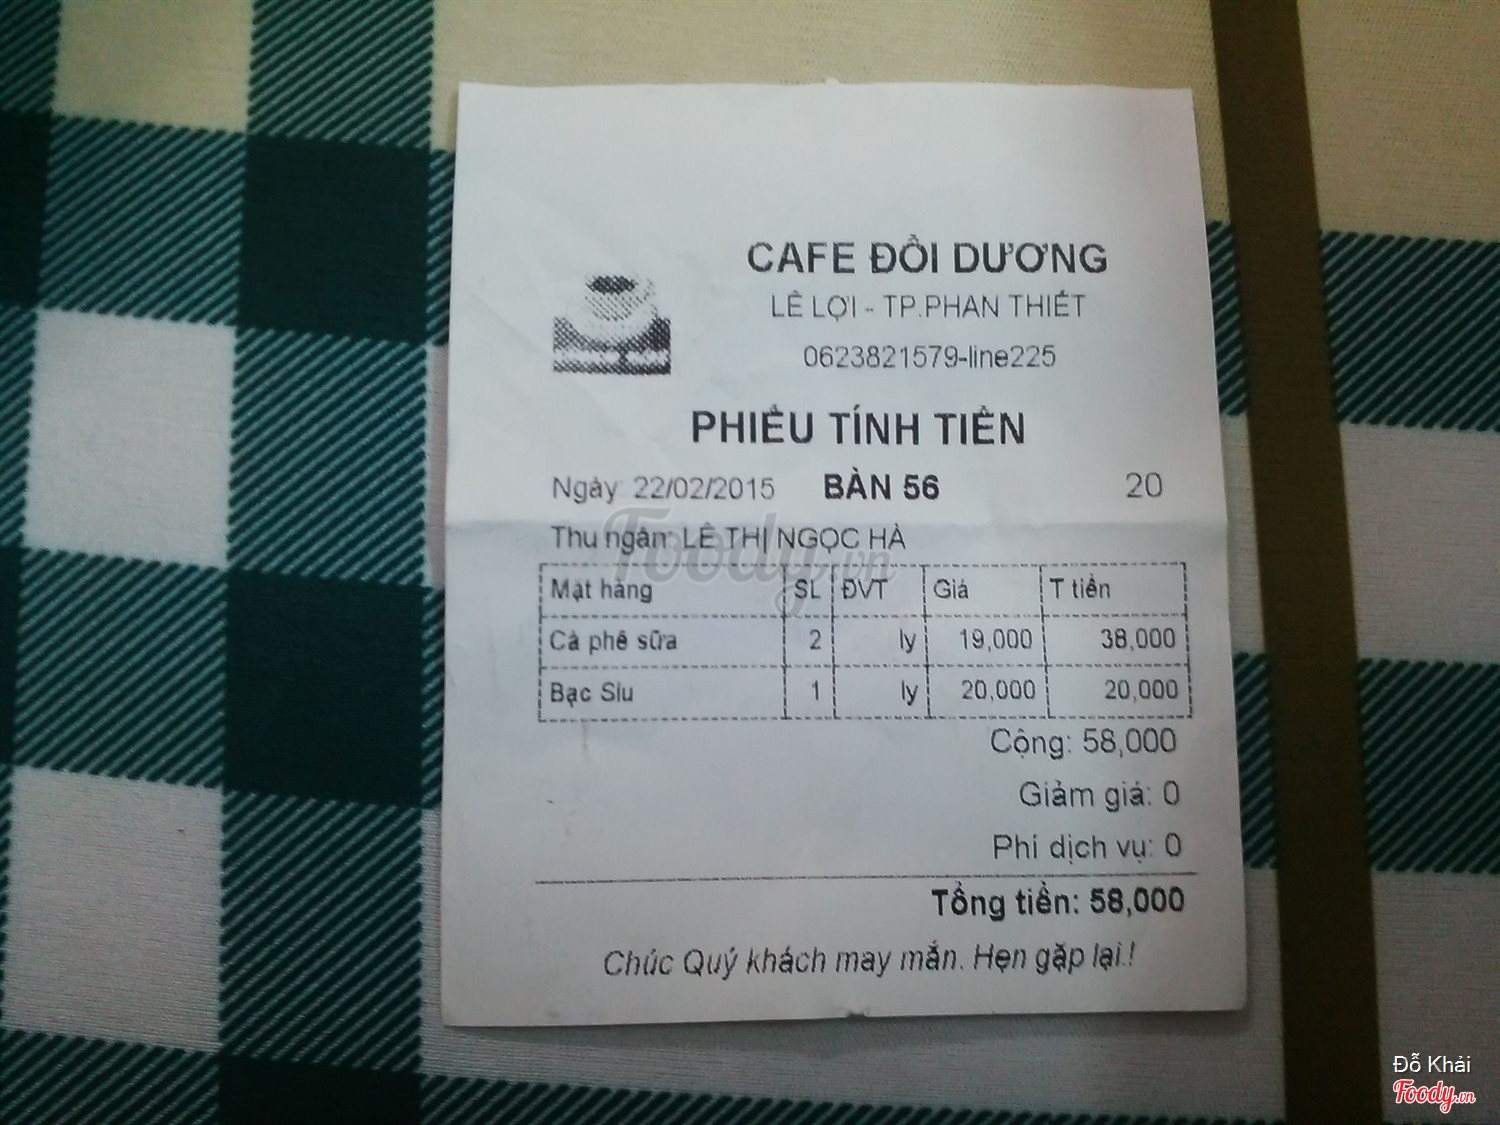 CAFE ĐỒI DƯƠNG
LÊ LỢI - TP.PHAN THIẾT
0623821579-line225
PHIẾU TÍNH TIỀN
Ngày: 22/02/2015 BÀN 56 20
Thu ngân: LÊ THỊ NGỌC HÀ
Mặt hàng SL ĐVT Giá T tiền
Cà phê sữa 2 ly 19,000 38,000
Bạc Sỉu 1 ly 20,000 20,000
Cộng: 58,000
Giảm giá: 0
Phí dịch vụ: 0
Tổng tiền: 58,000
Chúc Quý khách may mắn. Hẹn gặp lại.!
Foody.vn
Đỗ Khải
Foody.vn